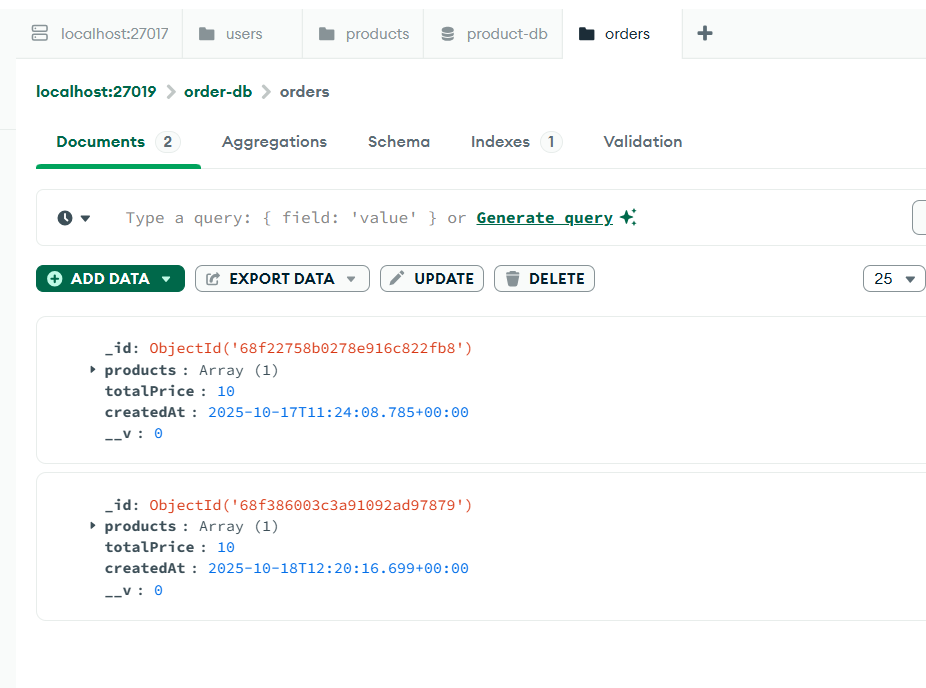 localhost:27017 users products product-db orders
localhost:27019 order-db orders
Documents 2 Aggregations Schema Indexes 1 Validation
Type a query: { field: 'value' } or Generate query
ADD DATA EXPORT DATA UPDATE DELETE 25
_id: ObjectId('68f22758b0278e916c822fb8')
products : Array (1)
totalPrice : 10
createdAt : 2025-10-17T11:24:08.785+00:00
__v : 0
_id: ObjectId('68f386003c3a91092ad97879')
products : Array (1)
totalPrice : 10
createdAt : 2025-10-18T12:20:16.699+00:00
__v : 0